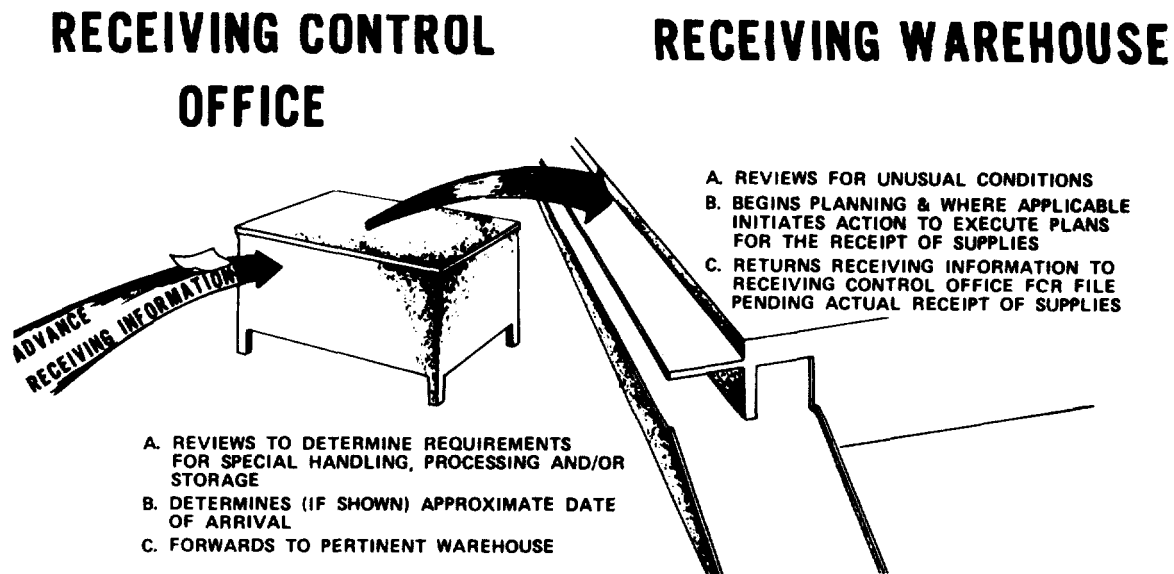 RECEIVING CONTROL
OFFICE
RECEIVING WAREHOUSE
ADVANCE
RECEIVING INFORMATION
A. REVIEWS TO DETERMINE REQUIREMENTS
FOR SPECIAL HANDLING, PROCESSING AND/OR
STORAGE
B. DETERMINES (IF SHOWN) APPROXIMATE DATE
OF ARRIVAL
C. FORWARDS TO PERTINENT WAREHOUSE
A. REVIEWS FOR UNUSUAL CONDITIONS
B. BEGINS PLANNING & WHERE APPLICABLE
INITIATES ACTION TO EXECUTE PLANS
FOR THE RECEIPT OF SUPPLIES
C. RETURNS RECEIVING INFORMATION TO
RECEIVING CONTROL OFFICE FCR FILE
PENDING ACTUAL RECEIPT OF SUPPLIES